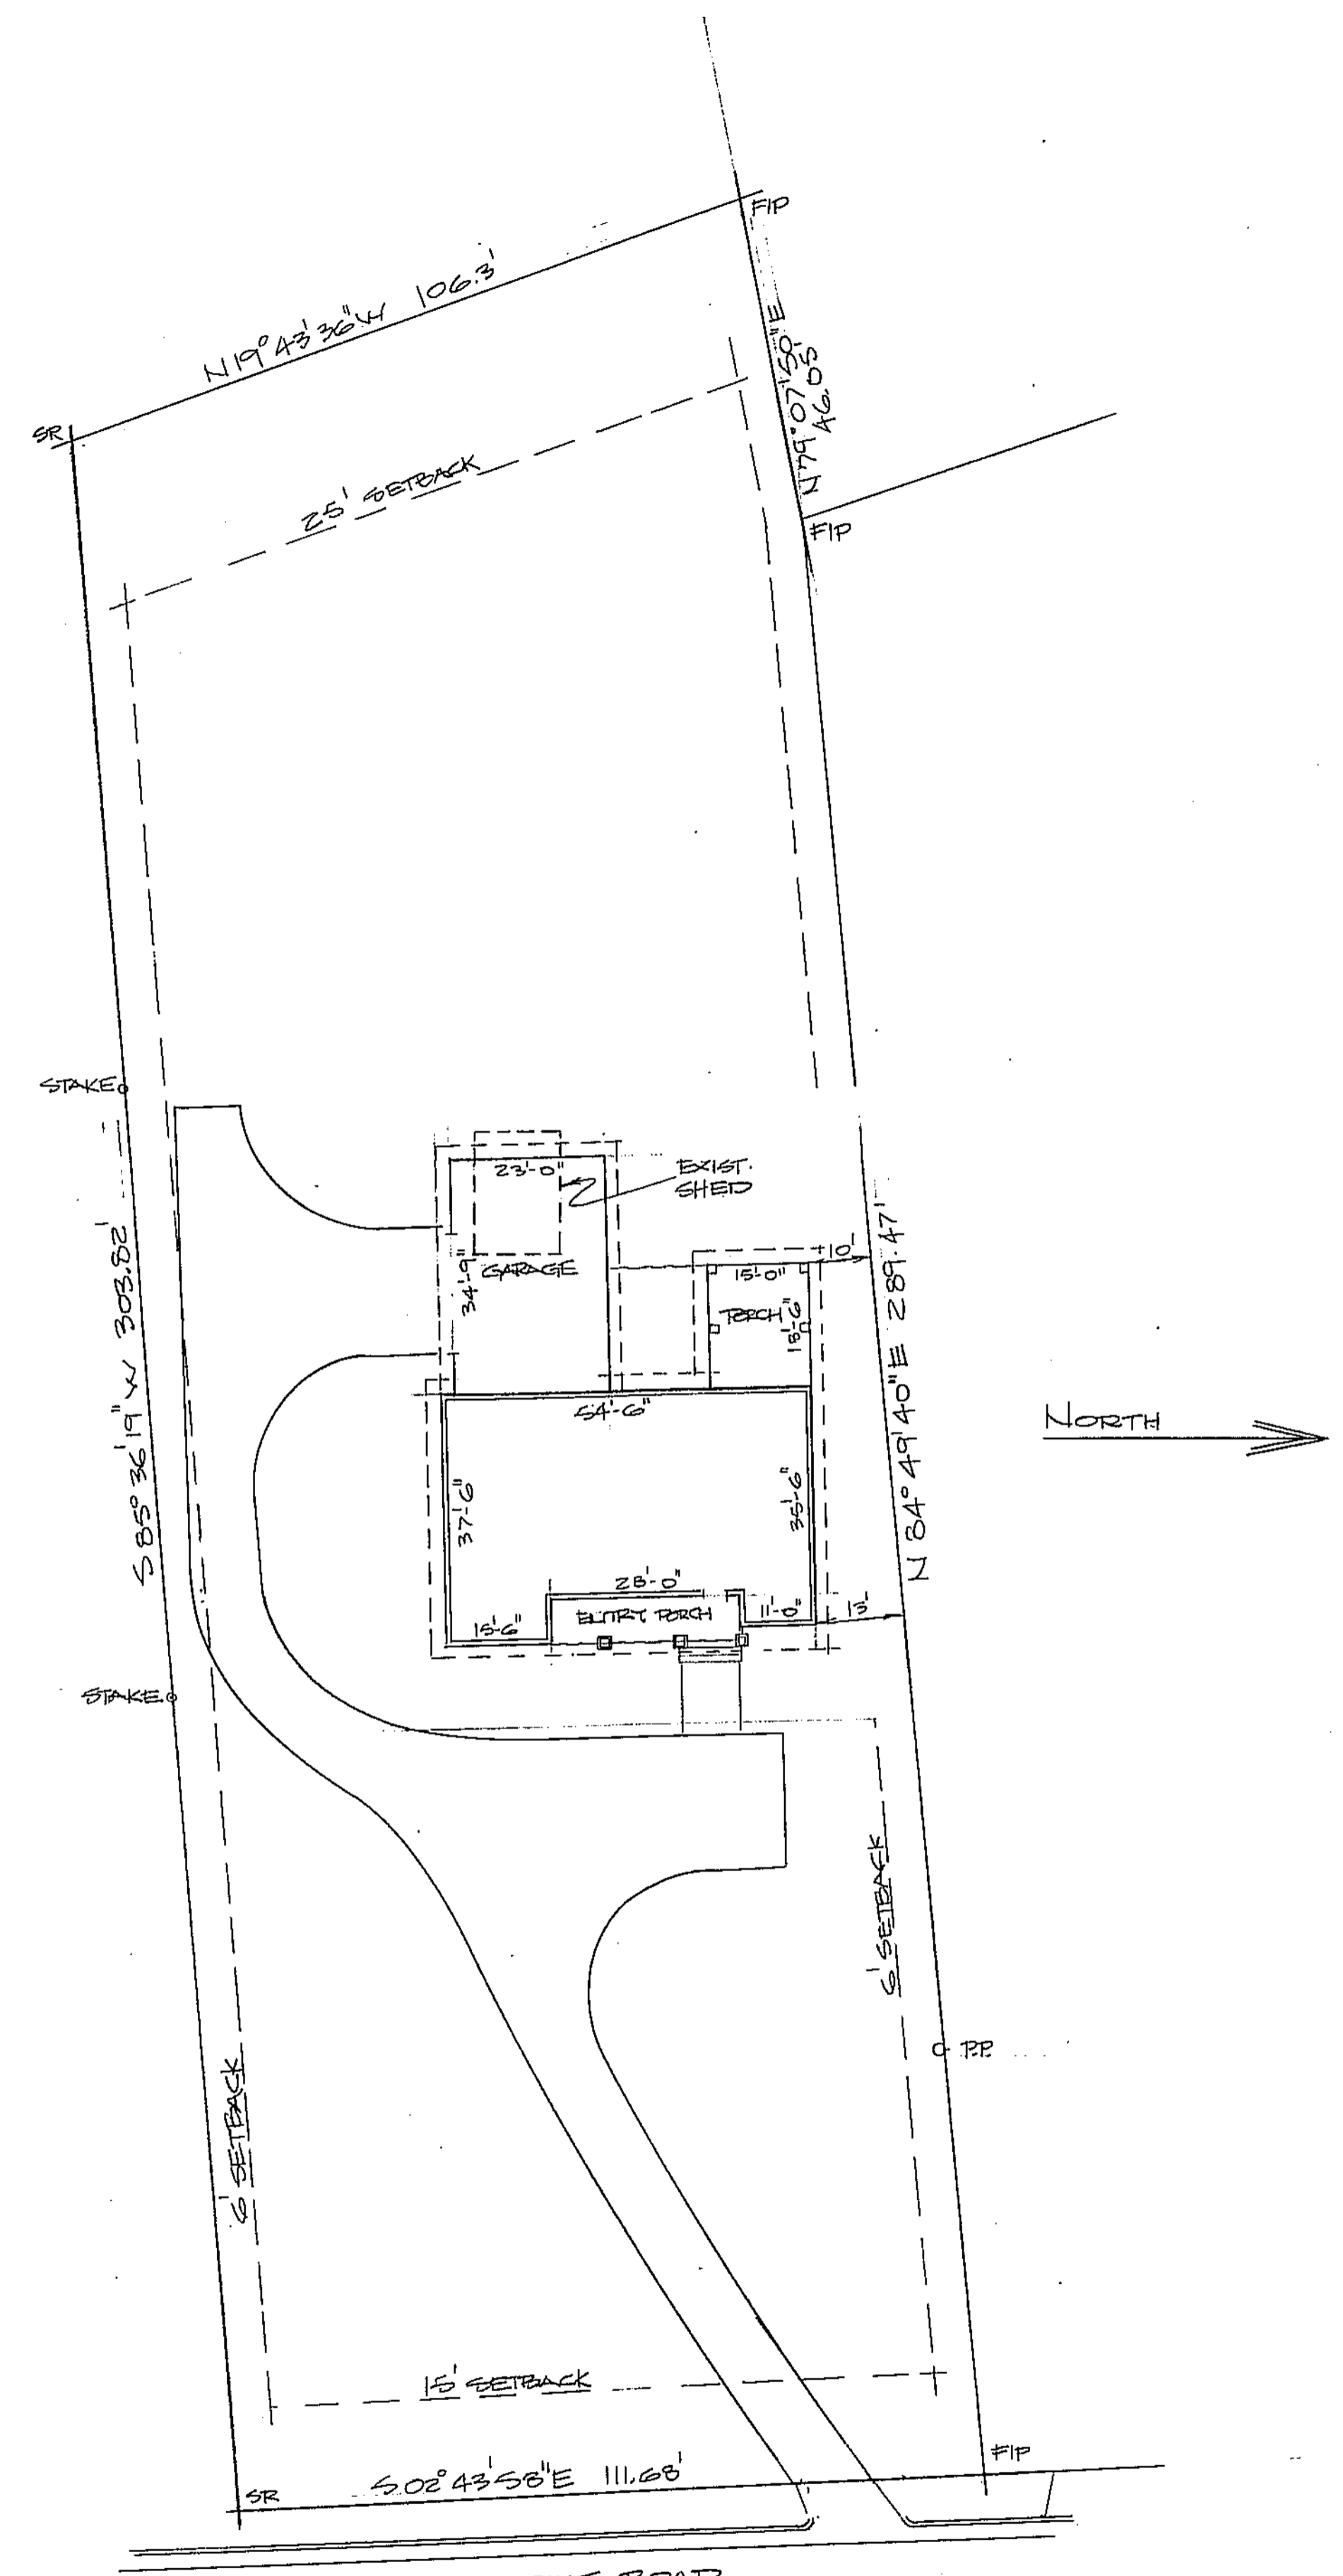 FIP
N19°43'36"W 106.3'
N79°07'50"E
46.05'
SR
25' SETBACK
FIP
STAKE
23'-0"
EXIST.
SHED
S85°36'19"W 303.82'
34'-9"
GARAGE
10'
15'-0"
PORCH
18'-6"
N84°49'40"E 289.47'
54'-6"
NORTH
37'-6"
35'-6"
28'-0"
15'-6"
ENTRY PORCH
11'-0"
13'
STAKE
6' SETBACK
P.P.
6' SETBACK
15' SETBACK
FIP
SR
S.02°43'58"E 111.68'
ROAD